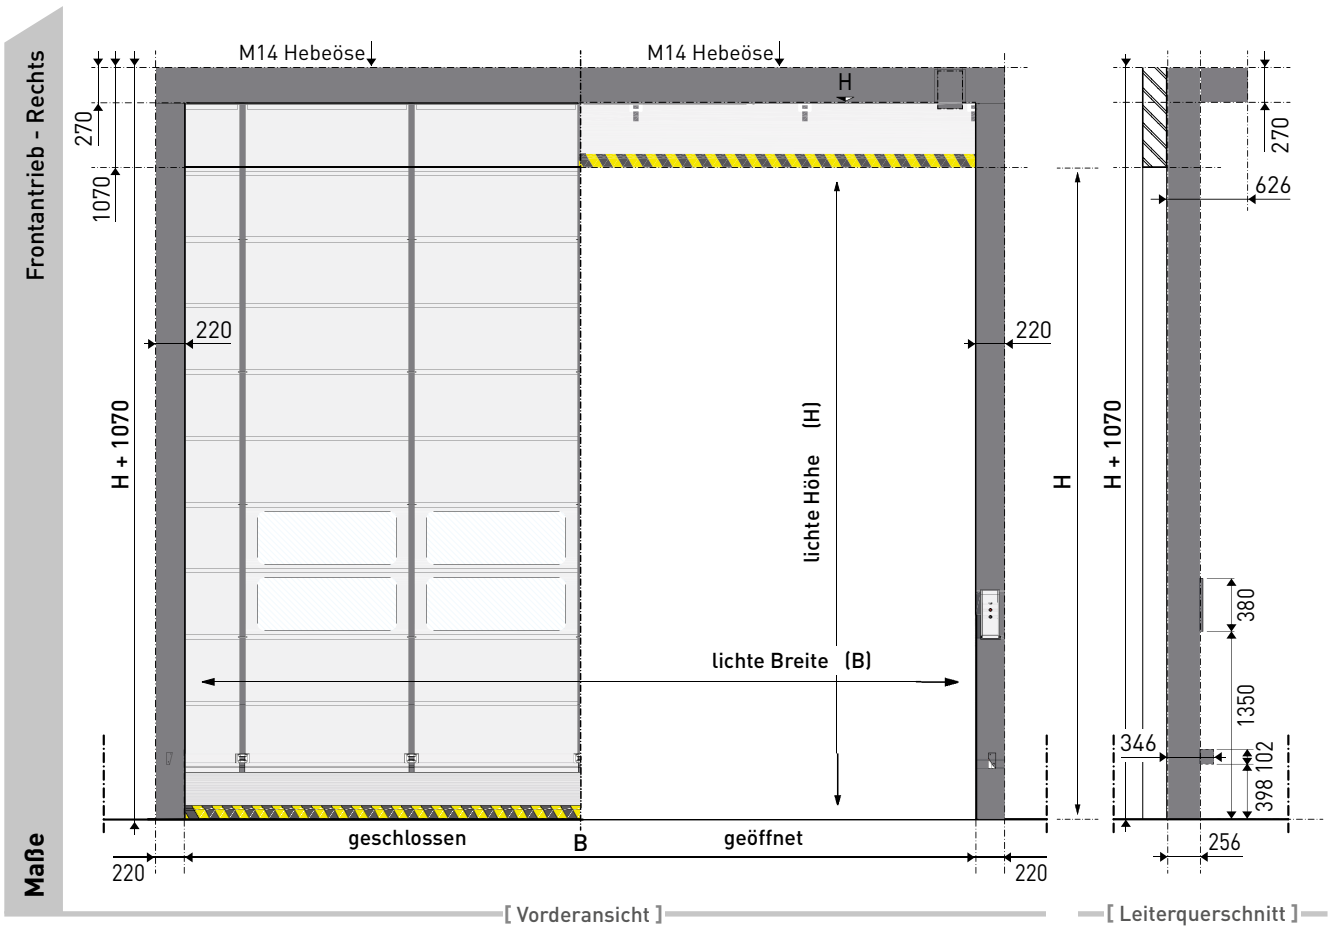 Frontantrieb - Rechts
Maße
M14 Hebeöse
M14 Hebeöse
H
270
1070
H + 1070
220
220
lichte Höhe (H)
lichte Breite (B)
geschlossen
B
geöffnet
220
220
[ Vorderansicht ]
270
626
H
H + 1070
380
1350
346
102
398
256
[ Leiterquerschnitt ]